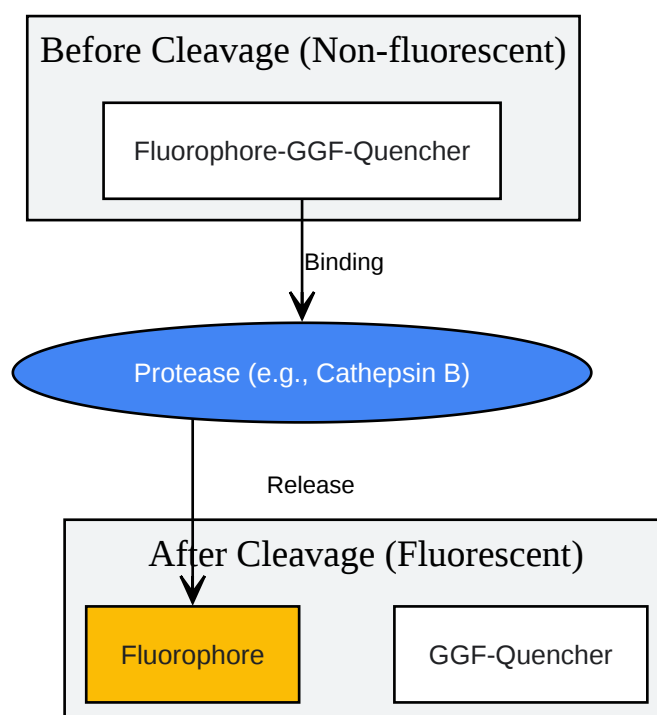 Before Cleavage (Non-fluorescent)
Fluorophore-GGF-Quencher
Binding
Protease (e.g., Cathepsin B)
Release
After Cleavage (Fluorescent)
Fluorophore
GGF-Quencher